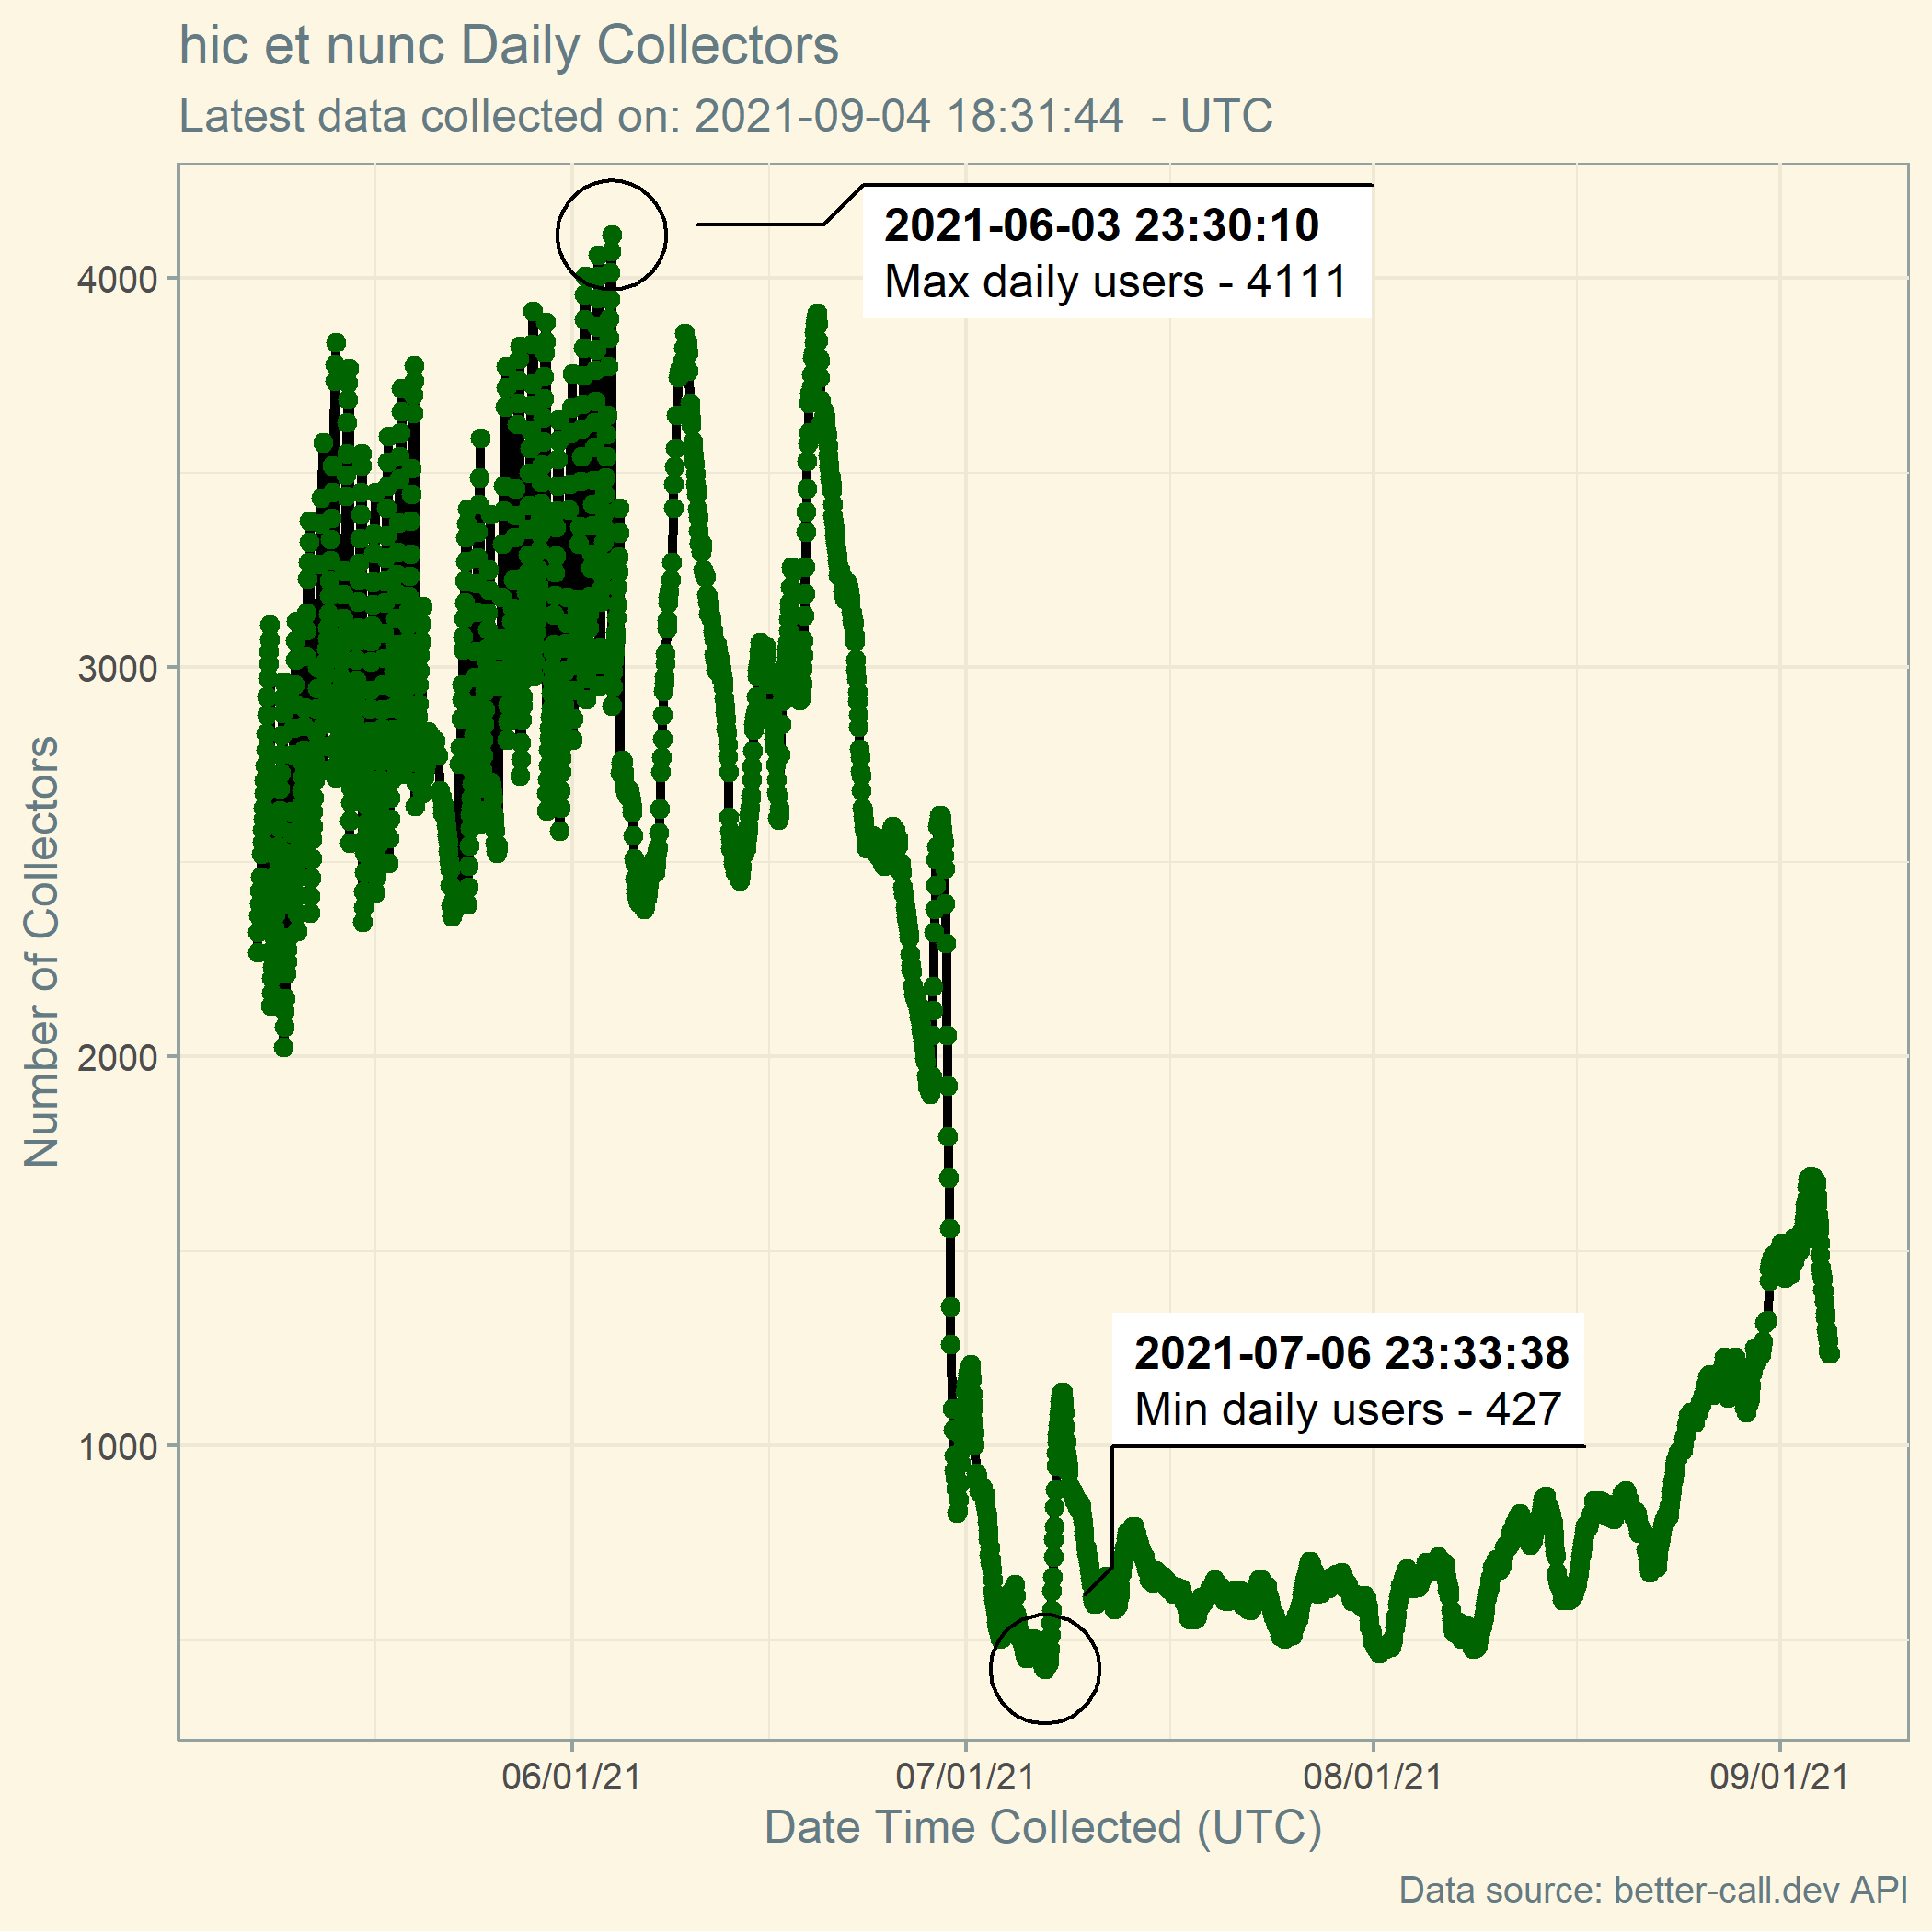 hic et nunc Daily Collectors
Latest data collected on: 2021-09-04 18:31:44  - UTC
2021-06-03 23:30:10
Max daily users - 4111
4000
3000
2000
1000
Number of Collectors
2021-07-06 23:33:38
Min daily users - 427
06/01/21 07/01/21 08/01/21 09/01/21
Date Time Collected (UTC)
Data source: better-call.dev API